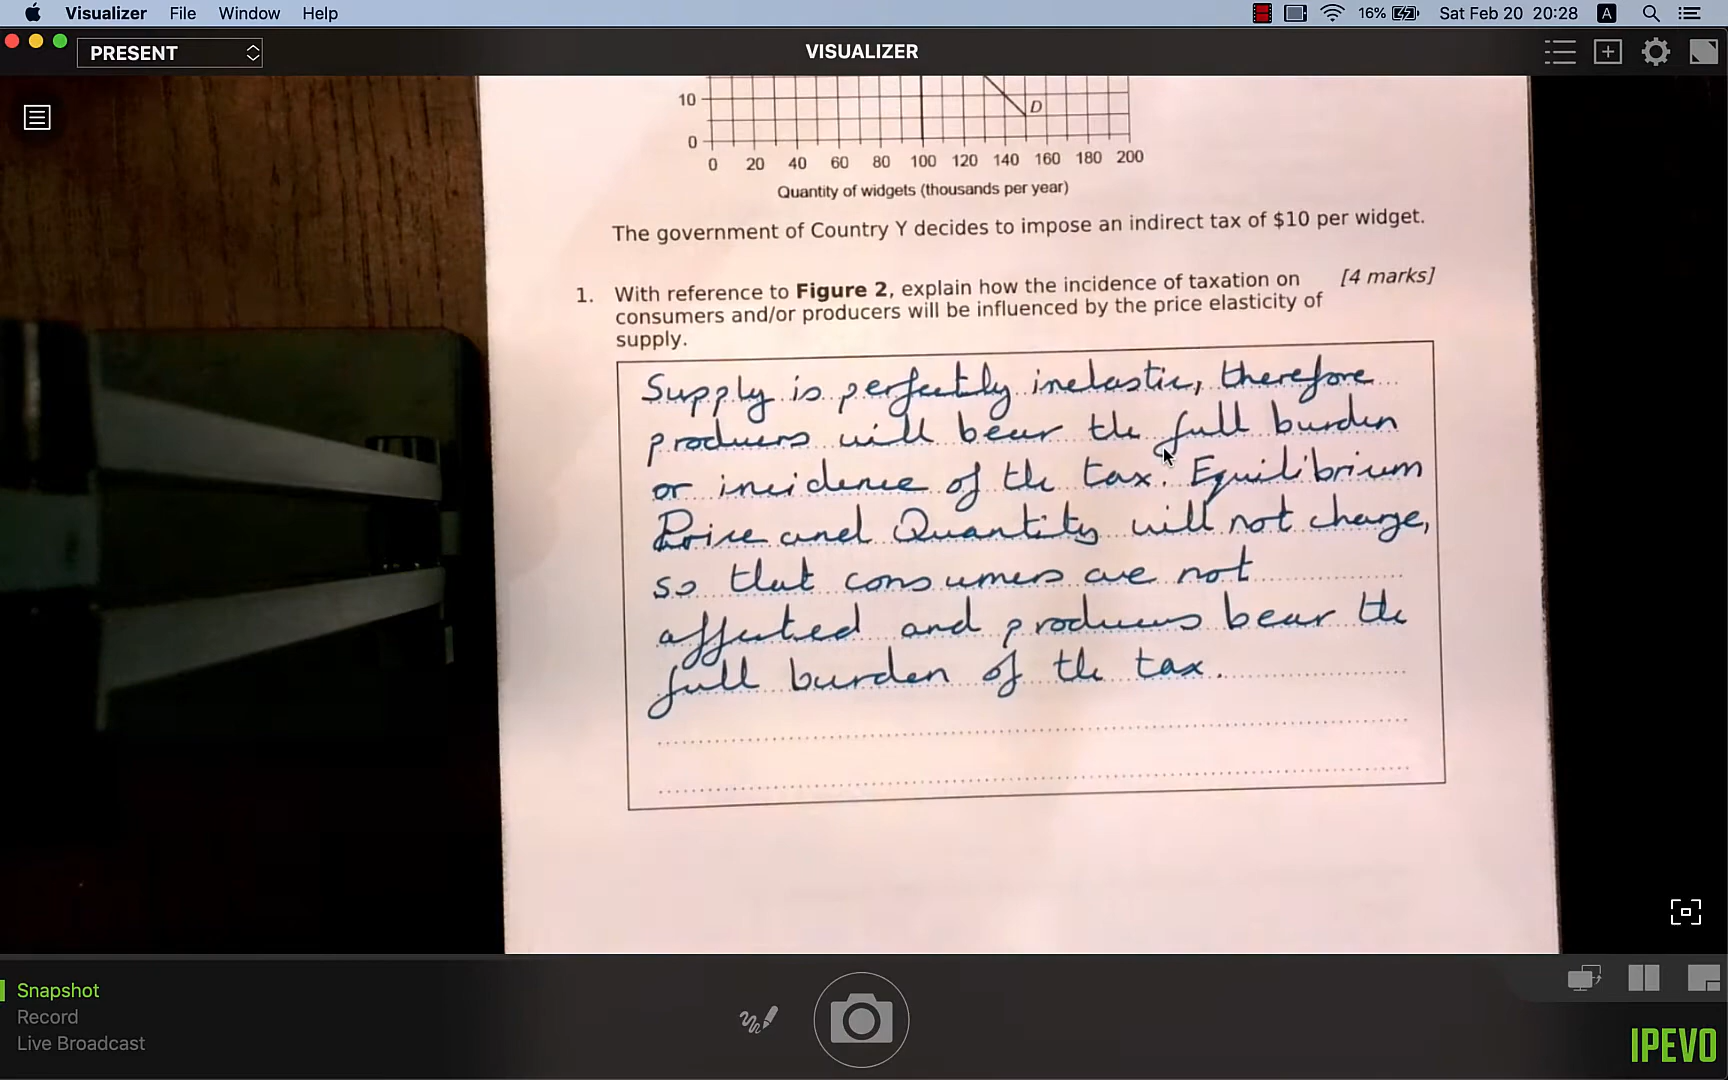 Visualizer File Window Help 16% Sat Feb 20 20:28 A
PRESENT VISUALIZER
10
D
0
0 20 40 60 80 100 120 140 160 180 200
Quantity of widgets (thousands per year)
The government of Country Y decides to impose an indirect tax of $10 per widget.
1. With reference to Figure 2, explain how the incidence of taxation on [4 marks]
consumers and/or producers will be influenced by the price elasticity of
supply.
Supply is perfectly inelastic, therefore
producers will bear the full burden
or incidence of the tax. Equilibrium
Price and Quantity will not change,
so that consumers are not
affected and producers bear the
full burden of the tax.
Snapshot
Record
Live Broadcast
IPEVO